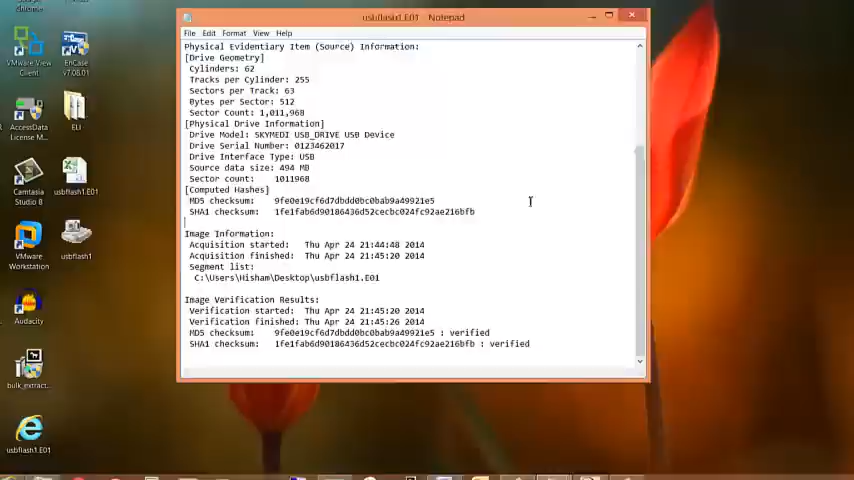 Chrome
usbflash1.E01 - Notepad
File Edit Format View Help
Physical Evidentiary Item (Source) Information:
[Drive Geometry]
Cylinders: 62
Tracks per Cylinder: 255
Sectors per Track: 63
Bytes per Sector: 512
Sector Count: 1,011,968
[Physical Drive Information]
Drive Model: SKYMEDI USB_DRIVE USB Device
Drive Serial Number: 0123462017
Drive Interface Type: USB
Source data size: 494 MB
Sector count: 1011968
[Computed Hashes]
MD5 checksum: 9fe0e19cf6d7dbdd0bc0bab9a49921e5
SHA1 checksum: 1fe1fab6d90186436d52cecbc024fc92ae216bfb
Image Information:
Acquisition started: Thu Apr 24 21:44:48 2014
Acquisition finished: Thu Apr 24 21:45:20 2014
Segment list:
C:\Users\Hisham\Desktop\usbflash1.E01
Image Verification Results:
Verification started: Thu Apr 24 21:45:20 2014
Verification finished: Thu Apr 24 21:45:26 2014
MD5 checksum: 9fe0e19cf6d7dbdd0bc0bab9a49921e5 : verified
SHA1 checksum: 1fe1fab6d90186436d52cecbc024fc92ae216bfb : verified
VMware View
Client
EnCase
v7.08.01
AccessData
License M...
ELI
Camtasia
Studio 8
usbflash1.E01
VMware
Workstation
usbflash1
Audacity
bulk_extract...
usbflash1.E01